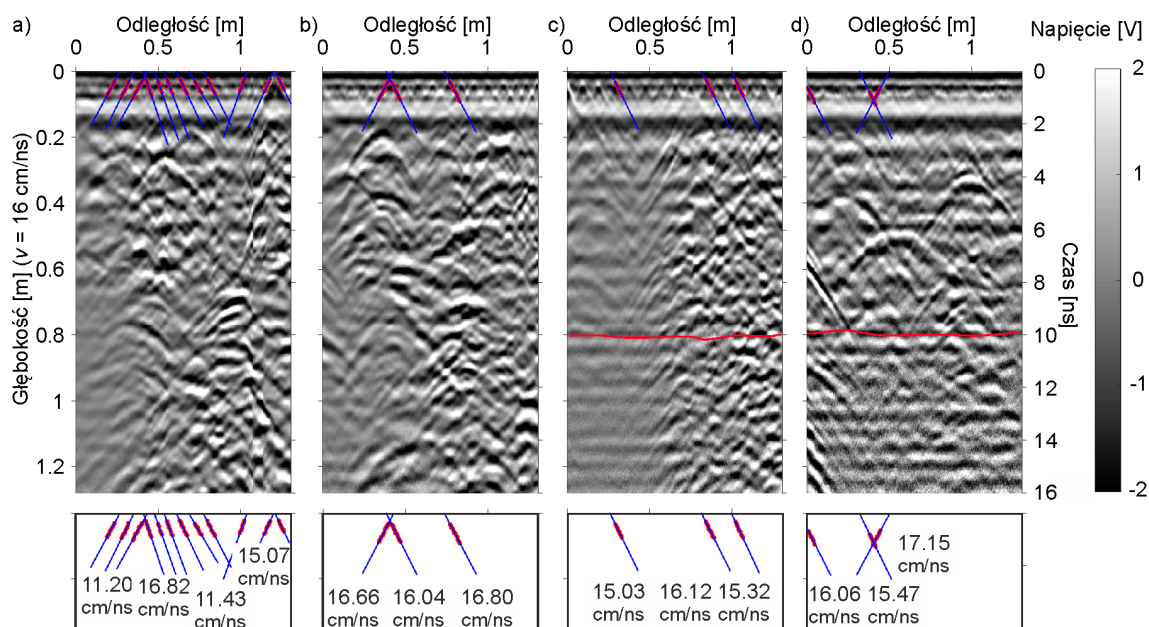 a)
Odległość [m]
b)
Odległość [m]
c)
Odległość [m]
d)
Odległość [m]
Napięcie [V]
0 0.5 1
0 0.5 1
0 0.5 1
0 0.5 1
0
0.2
0.4
0.6
0.8
1
1.2
Głębokość [m] (v = 16 cm/ns)
0
2
4
6
8
10
12
14
16
Czas [ns]
2
1
0
-1
-2
11.20
cm/ns
16.82
cm/ns
11.43
cm/ns
15.07
cm/ns
16.66
cm/ns
16.04
cm/ns
16.80
cm/ns
15.03
cm/ns
16.12
cm/ns
15.32
cm/ns
17.15
cm/ns
16.06
cm/ns
15.47
cm/ns